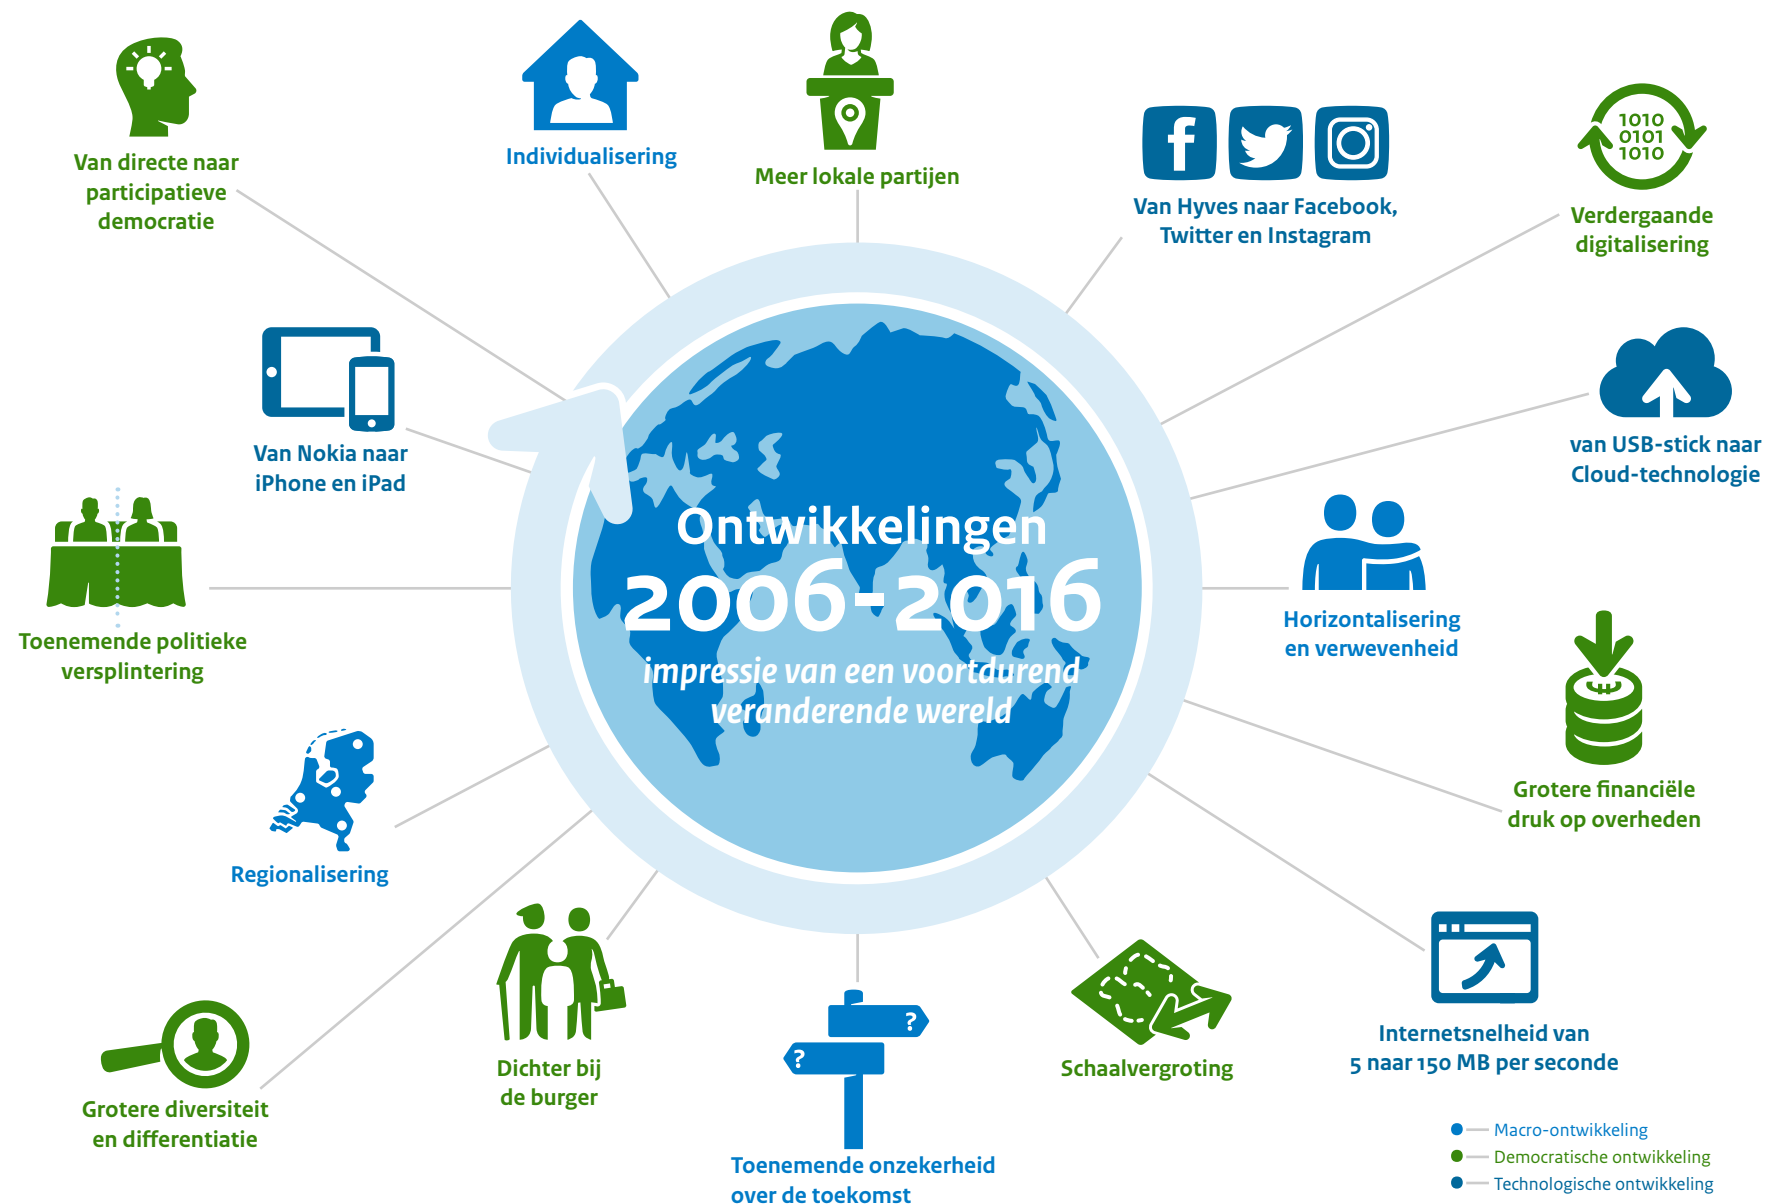 Van directe naar
participatieve
democratie
Individualisering
Meer lokale partijen
Van Hyves naar Facebook,
Twitter en Instagram
1010
0101
1010
Verdergaande
digitalisering
Van Nokia naar
iPhone en iPad
van USB-stick naar
Cloud-technologie
Ontwikkelingen
2006-2016
impressie van een voortdurend
veranderende wereld
Toenemende politieke
versplintering
Horizontalisering
en verwevenheid
Grotere financiële
druk op overheden
Regionalisering
Dichter bij
de burger
?
?
Toenemende onzekerheid
over de toekomst
Schaalvergroting
Internetsnelheid van
5 naar 150 MB per seconde
Grotere diversiteit
en differentiatie
Macro-ontwikkeling
Democratische ontwikkeling
Technologische ontwikkeling